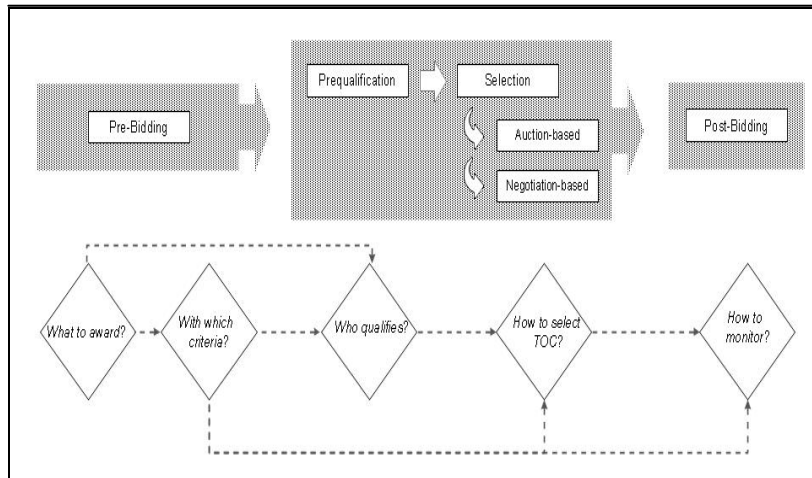 Prequalification
Selection
Pre-Bidding
Auction-based
Post-Bidding
Negotiation-based
What to award?
With which
criteria?
Who qualifies?
How to select
TOC?
How to
monitor?